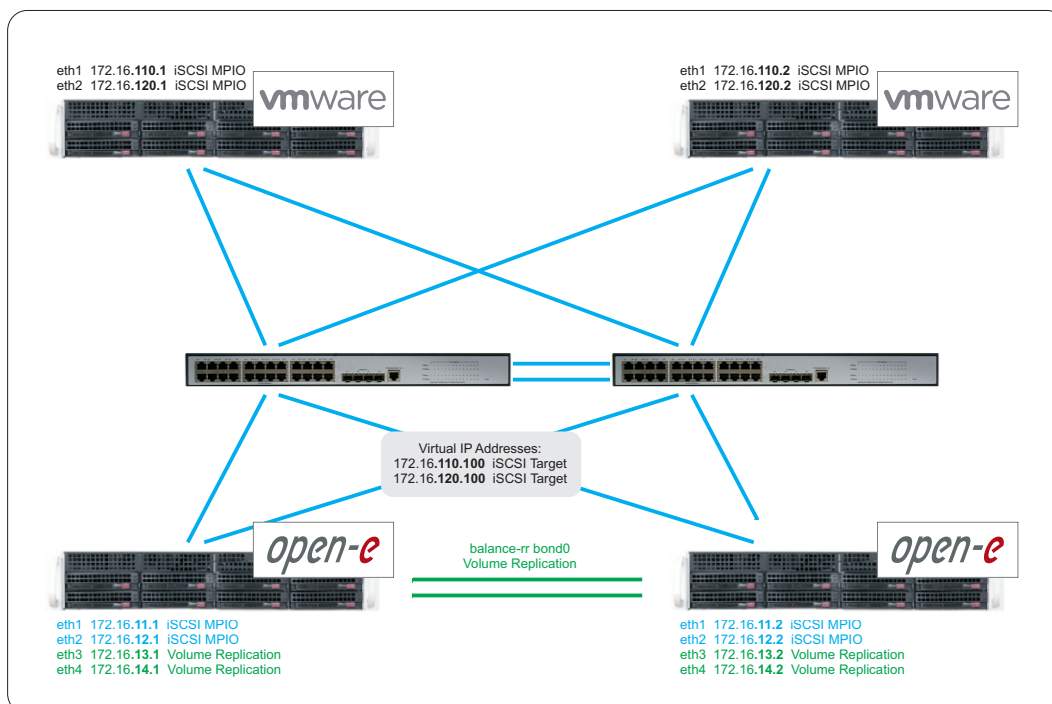 eth1 172.16.110.1 iSCSI MPIO
eth2 172.16.120.1 iSCSI MPIO
vmware
eth1 172.16.110.2 iSCSI MPIO
eth2 172.16.120.2 iSCSI MPIO
vmware
Virtual IP Addresses:
172.16.110.100 iSCSI Target
172.16.120.100 iSCSI Target
open-e
balance-rr bond0
Volume Replication
open-e
eth1 172.16.11.1 iSCSI MPIO
eth2 172.16.12.1 iSCSI MPIO
eth3 172.16.13.1 Volume Replication
eth4 172.16.14.1 Volume Replication
eth1 172.16.11.2 iSCSI MPIO
eth2 172.16.12.2 iSCSI MPIO
eth3 172.16.13.2 Volume Replication
eth4 172.16.14.2 Volume Replication